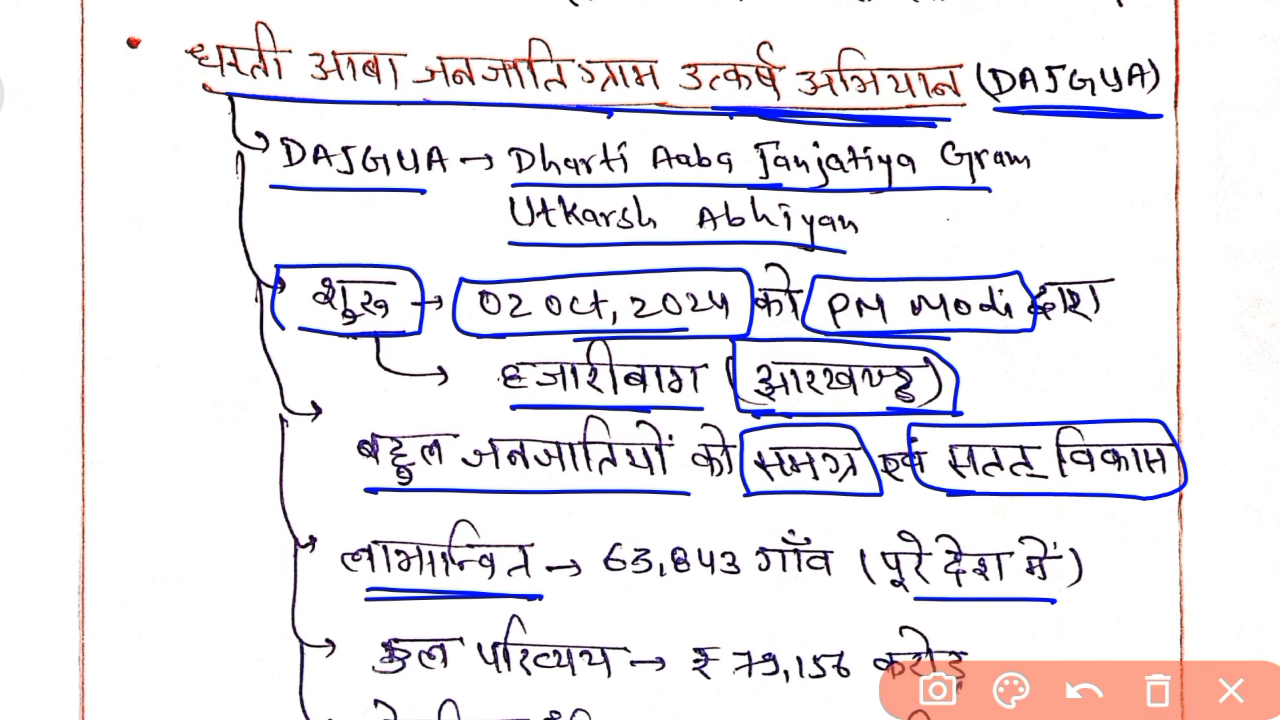 धरती आबा जनजाति ग्राम उत्कर्ष अभियान (DAJGUA)
DAJGUA → Dharti Aaba Janjatiya Gram
Utkarsh Abhiyan
शुरू → 02 Oct, 2024 को PM Modi द्वारा
हजारीबाग (झारखण्ड)
बहुल जनजातियों को समग्र एवं सतत् विकास
लाभान्वित → 63,843 गाँव (पूरे देश में)
कुल परिव्यय → ₹ 79,156 करोड़